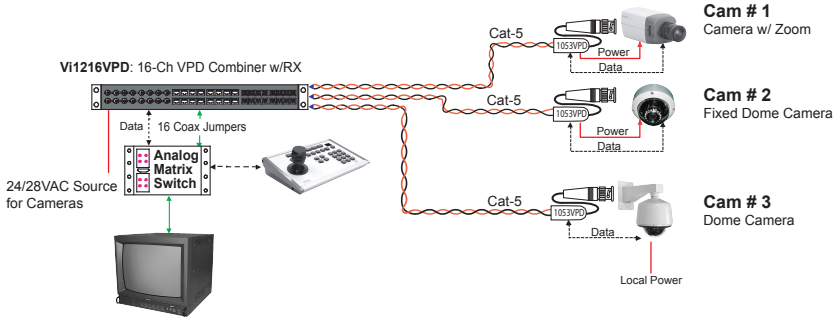 Cam # 1
Camera w/ Zoom
Cat-5
1053VPD
Power
Data
Vi1216VPD: 16-Ch VPD Combiner w/RX
Cat-5
1053VPD
Power
Data
Cam # 2
Fixed Dome Camera
Data
16 Coax Jumpers
Analog
Matrix
Switch
24/28VAC Source
for Cameras
Cat-5
1053VPD
Data
Cam # 3
Dome Camera
Local Power